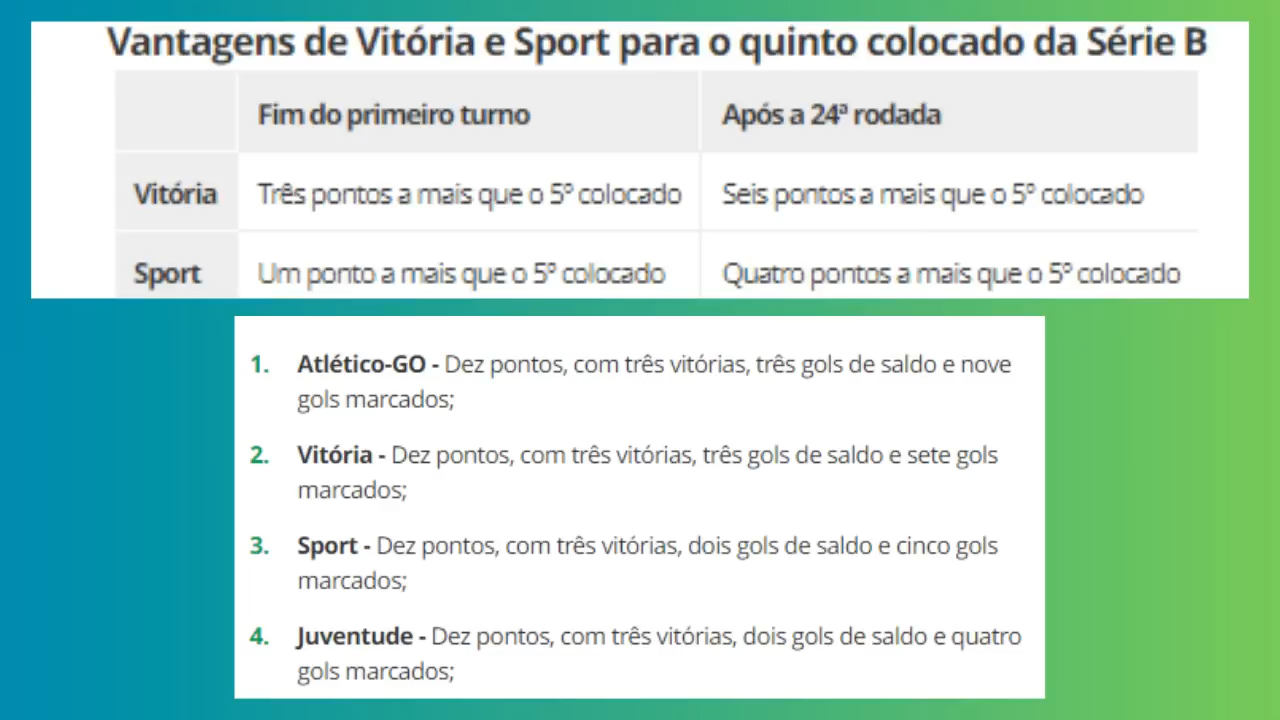 Vantagens de Vitória e Sport para o quinto colocado da Série B
Fim do primeiro turno Após a 24ª rodada
Vitória Três pontos a mais que o 5º colocado Seis pontos a mais que o 5º colocado
Sport Um ponto a mais que o 5º colocado Quatro pontos a mais que o 5º colocado
1. Atlético-GO - Dez pontos, com três vitórias, três gols de saldo e nove
gols marcados;
2. Vitória - Dez pontos, com três vitórias, três gols de saldo e sete gols
marcados;
3. Sport - Dez pontos, com três vitórias, dois gols de saldo e cinco gols
marcados;
4. Juventude - Dez pontos, com três vitórias, dois gols de saldo e quatro
gols marcados;